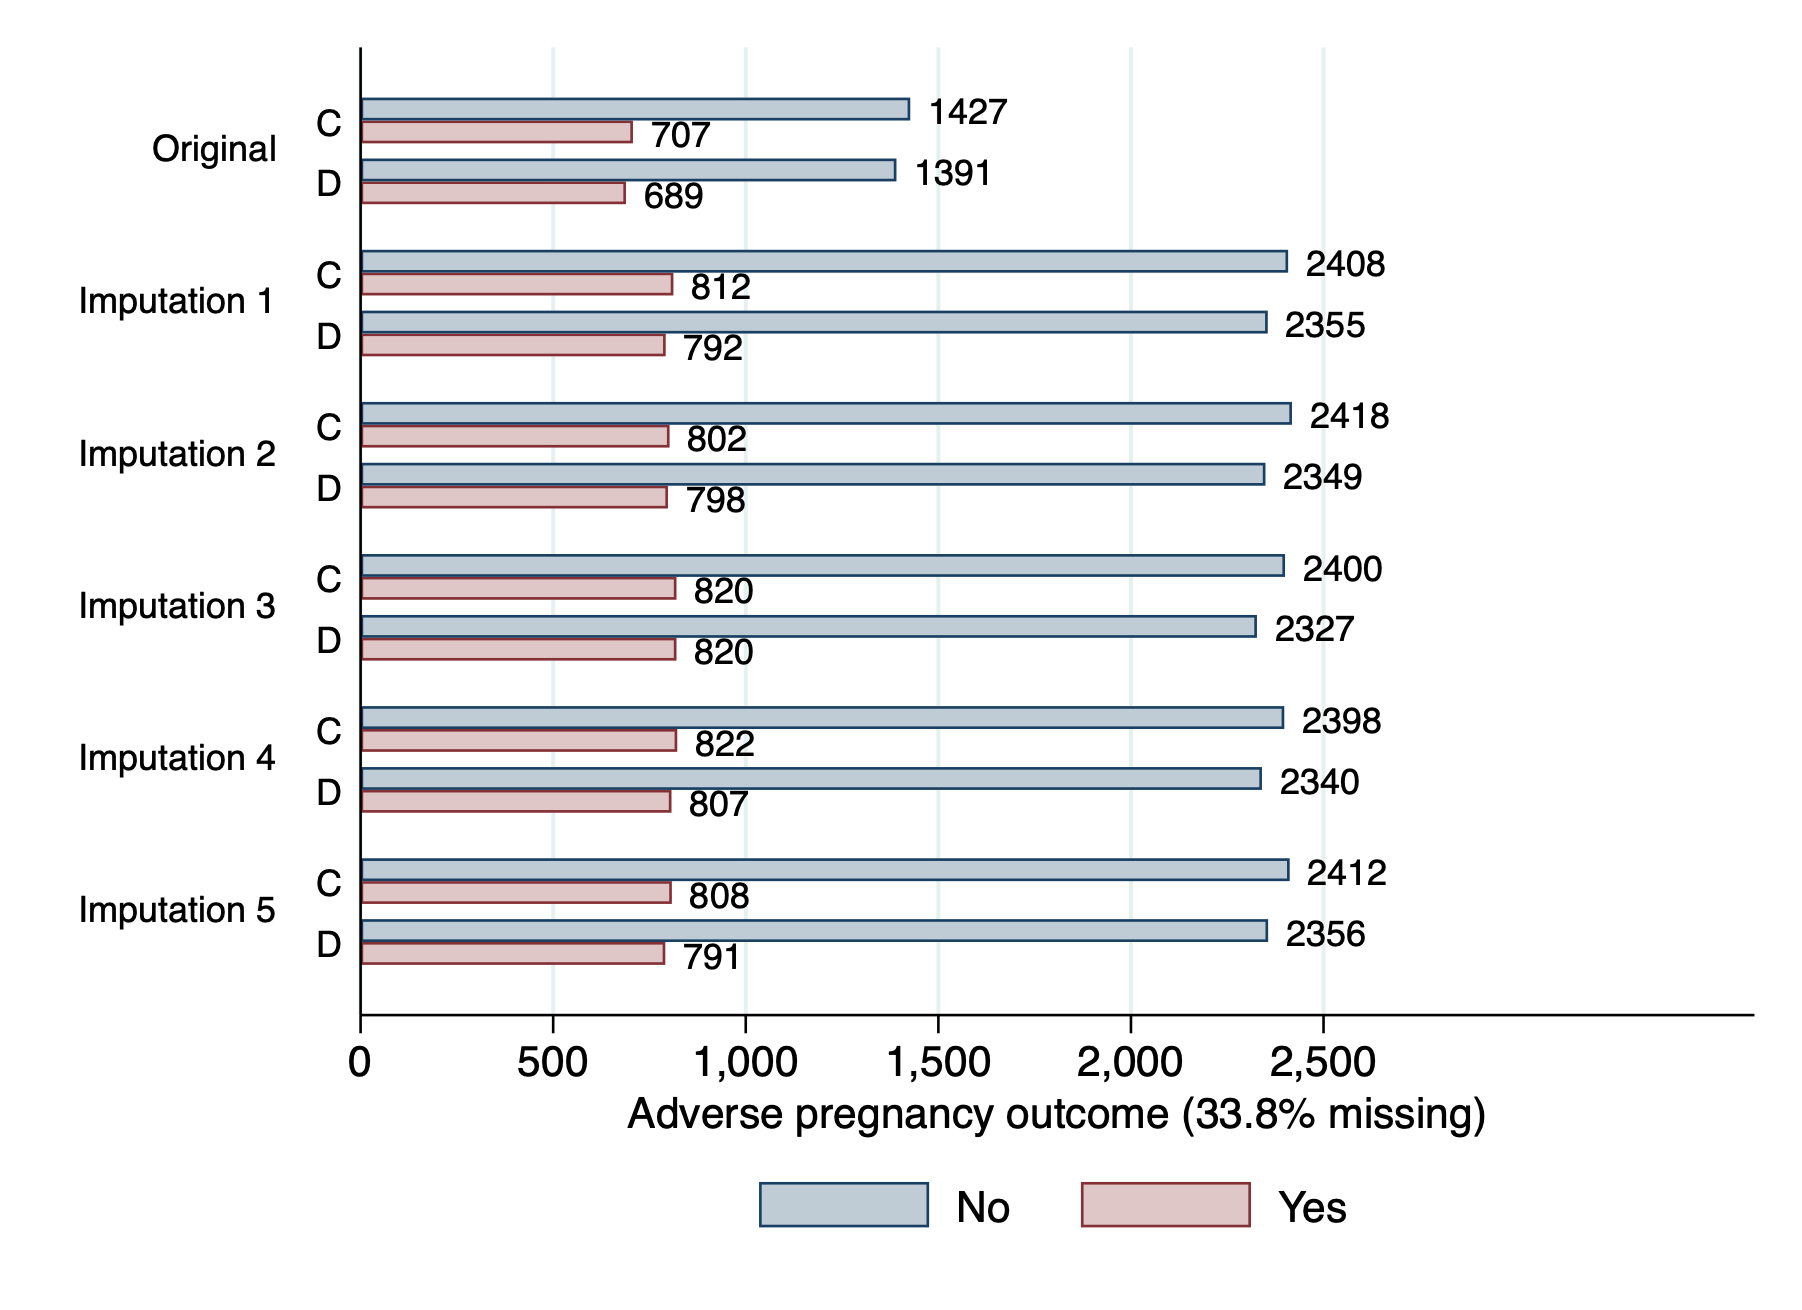 Original
C
1427
707
D
1391
689
Imputation 1
C
2408
812
D
2355
792
Imputation 2
C
2418
802
D
2349
798
Imputation 3
C
2400
820
D
2327
820
Imputation 4
C
2398
822
D
2340
807
Imputation 5
C
2412
808
D
2356
791
0 500 1,000 1,500 2,000 2,500
Adverse pregnancy outcome (33.8% missing)
No Yes